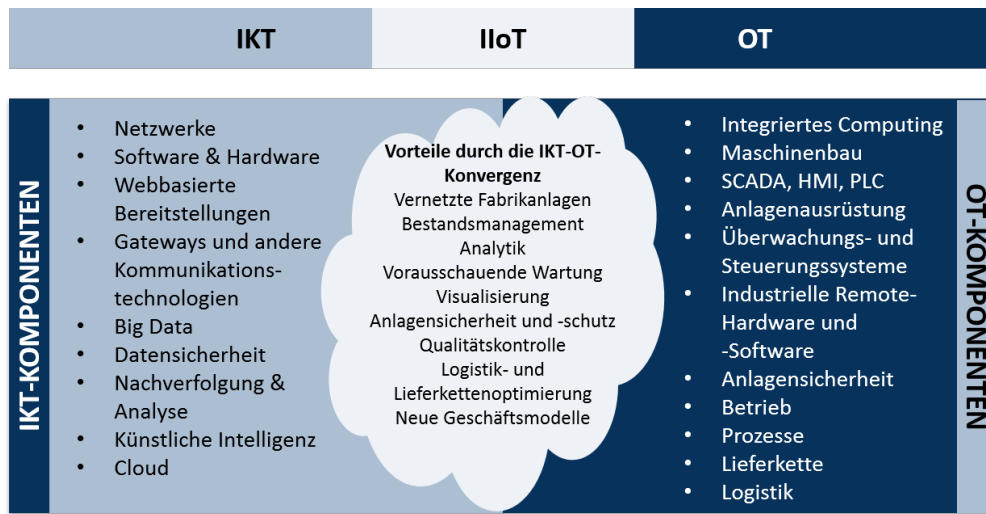 IKT
IIoT
OT
IKT-KOMPONENTEN
• Netzwerke
• Software & Hardware
• Webbasierte
Bereitstellungen
• Gateways und andere
Kommunikations-
technologien
• Big Data
• Datensicherheit
• Nachverfolgung &
Analyse
• Künstliche Intelligenz
• Cloud
Vorteile durch die IKT-OT-
Konvergenz
Vernetzte Fabrikanlagen
Bestandsmanagement
Analytik
Vorausschauende Wartung
Visualisierung
Anlagensicherheit und -schutz
Qualitätskontrolle
Logistik- und
Lieferkettenoptimierung
Neue Geschäftsmodelle
• Integriertes Computing
• Maschinenbau
• SCADA, HMI, PLC
• Anlagenausrüstung
• Überwachungs- und
Steuerungssysteme
• Industrielle Remote-
Hardware und
-Software
• Anlagensicherheit
• Betrieb
• Prozesse
• Lieferkette
• Logistik
OT-KOMPONENTEN